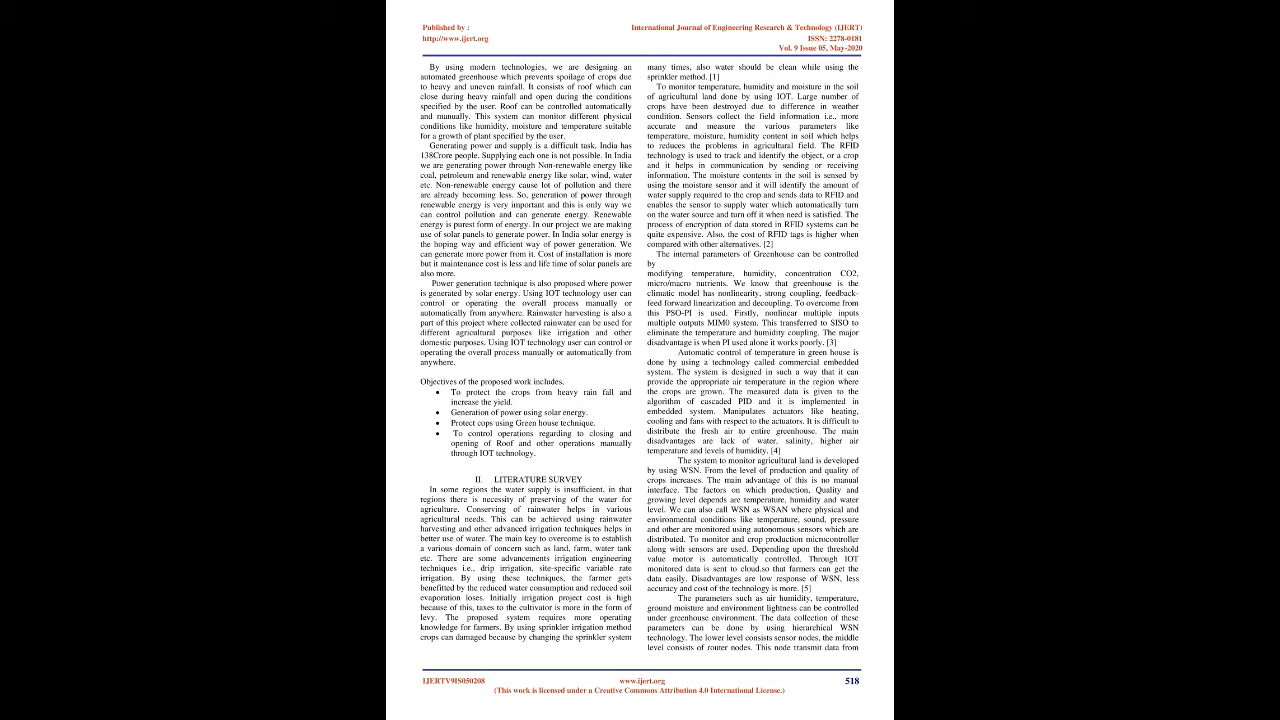 Published by :
http://www.ijert.org
International Journal of Engineering Research & Technology (IJERT)
ISSN: 2278-0181
Vol. 9 Issue 05, May-2020
By using modern technologies, we are designing an
automated greenhouse which prevents spoilage of crops due
to heavy and uneven rainfall. It consists of roof which can
close during heavy rainfall and open during the conditions
specified by the user. Roof can be controlled automatically
and manually. This system can monitor different physical
conditions like humidity, moisture and temperature suitable
for a growth of plant specified by the user.
Generating power and supply is a difficult task. India has
138Crore people. Supplying each one is not possible. In India
we are generating power through Non-renewable energy like
coal, petroleum and renewable energy like solar, wind, water
etc. Non-renewable energy cause lot of pollution and there
are already becoming less. So, generation of power through
renewable energy is very important and this is only way we
can control pollution and can generate energy. Renewable
energy is purest form of energy. In our project we are making
use of solar panels to generate power. In India solar energy is
the hoping way and efficient way of power generation. We
can generate more power from it. Cost of installation is more
but it maintenance cost is less and life time of solar panels are
also more.
Power generation technique is also proposed where power
is generated by solar energy. Using IOT technology user can
control or operating the overall process manually or
automatically from anywhere. Rainwater harvesting is also a
part of this project where collected rainwater can be used for
different agricultural purposes like irrigation and other
domestic purposes. Using IOT technology user can control or
operating the overall process manually or automatically from
anywhere.
Objectives of the proposed work includes,
• To protect the crops from heavy rain fall and
increase the yield.
• Generation of power using solar energy.
• Protect cops using Green house technique.
• To control operations regarding to closing and
opening of Roof and other operations manually
through IOT technology.
II. LITERATURE SURVEY
In some regions the water supply is insufficient, in that
regions there is necessity of preserving of the water for
agriculture. Conserving of rainwater helps in various
agricultural needs. This can be achieved using rainwater
harvesting and other advanced irrigation techniques helps in
better use of water. The main key to overcome is to establish
a various domain of concern such as land, farm, water tank
etc. There are some advancements irrigation engineering
techniques i.e., drip irrigation, site-specific variable rate
irrigation. By using these techniques, the farmer gets
benefitted by the reduced water consumption and reduced soil
evaporation loses. Initially irrigation project cost is high
because of this, taxes to the cultivator is more in the form of
levy. The proposed system requires more operating
knowledge for farmers. By using sprinkler irrigation method
crops can damaged because by changing the sprinkler system
many times, also water should be clean while using the
sprinkler method. [1]
To monitor temperature, humidity and moisture in the soil
of agricultural land done by using IOT. Large number of
crops have been destroyed due to difference in weather
condition. Sensors collect the field information i.e., more
accurate and measure the various parameters like
temperature, moisture, humidity content in soil which helps
to reduces the problems in agricultural field. The RFID
technology is used to track and identify the object, or a crop
and it helps in communication by sending or receiving
information. The moisture contents in the soil is sensed by
using the moisture sensor and it will identify the amount of
water supply required to the crop and sends data to RFID and
enables the sensor to supply water which automatically turn
on the water source and turn off it when need is satisfied. The
process of encryption of data stored in RFID systems can be
quite expensive. Also, the cost of RFID tags is higher when
compared with other alternatives. [2]
The internal parameters of Greenhouse can be controlled
by
modifying temperature, humidity, concentration CO2,
micro/macro nutrients. We know that greenhouse is the
climatic model has nonlinearity, strong coupling, feedback-
feed forward linearization and decoupling. To overcome from
this PSO-PI is used. Firstly, nonlinear multiple inputs
multiple outputs MIM0 system, This transferred to SISO to
eliminate the temperature and humidity coupling. The major
disadvantage is when PI used alone it works poorly. [3]
Automatic control of temperature in green house is
done by using a technology called commercial embedded
system. The system is designed in such a way that it can
provide the appropriate air temperature in the region where
the crops are grown. The measured data is given to the
algorithm of cascaded PID and it is implemented in
embedded system. Manipulates actuators like heating,
cooling and fans with respect to the actuators. It is difficult to
distribute the fresh air to entire greenhouse. The main
disadvantages are lack of water, salinity, higher air
temperature and levels of humidity. [4]
The system to monitor agricultural land is developed
by using WSN. From the level of production and quality of
crops increases. The main advantage of this is no manual
interface. The factors on which production, Quality and
growing level depends are temperature, humidity and water
level. We can also call WSN as WSAN where physical and
environmental conditions like temperature, sound, pressure
and other are monitored using autonomous sensors which are
distributed. To monitor and crop production microcontroller
along with sensors are used. Depending upon the threshold
value motor is automatically controlled. Through IOT
monitored data is sent to cloud.so that farmers can get the
data easily. Disadvantages are low response of WSN, less
accuracy and cost of the technology is more. [5]
The parameters such as air humidity, temperature,
ground moisture and environment lightness can be controlled
under greenhouse environment. The data collection of these
parameters can be done by using hierarchical WSN
technology. The lower level consists sensor nodes, the middle
level consists of router nodes. This node transmit data from
IJERTV9IS050208
www.ijert.org
518
(This work is licensed under a Creative Commons Attribution 4.0 International License.)